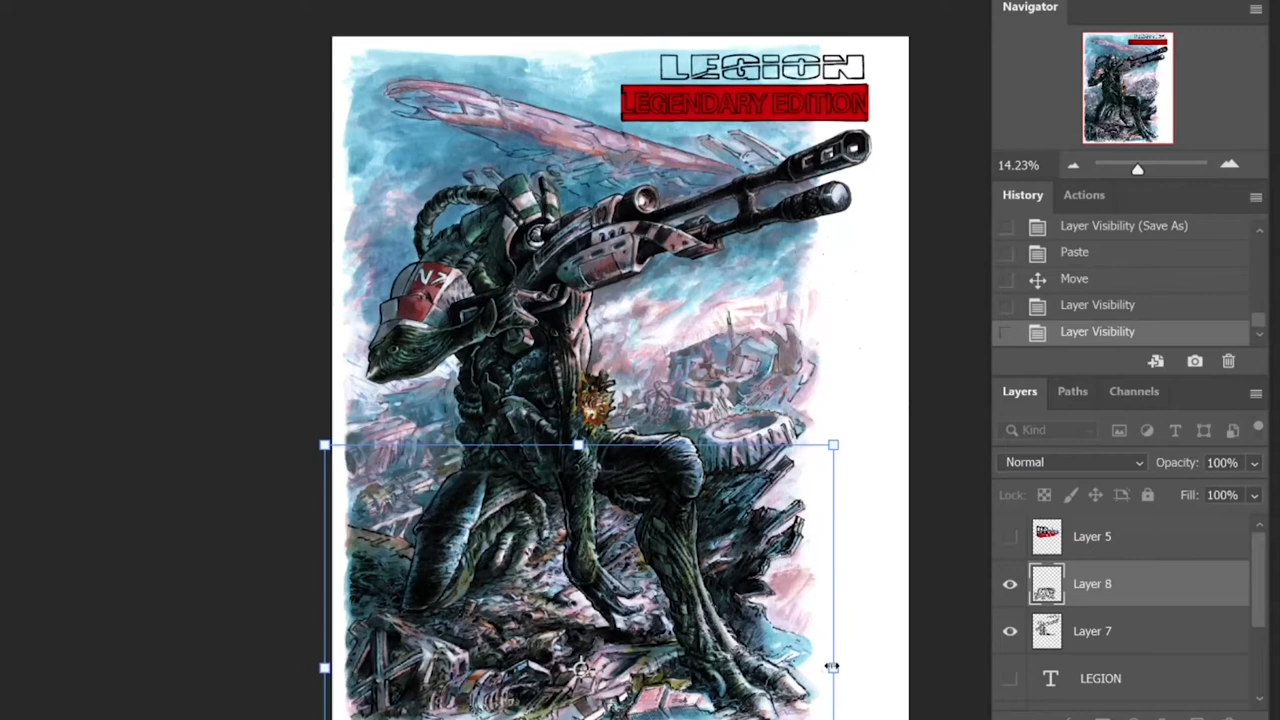 Navigator
LEGION
LEGENDARY EDITION
14.23%
History Actions
Layer Visibility (Save As)
Paste
Move
Layer Visibility
Layer Visibility
KN
Layers Paths Channels
Kind
Normal Opacity: 100%
Lock: Fill: 100%
Layer 5
Layer 8
Layer 7
T LEGION